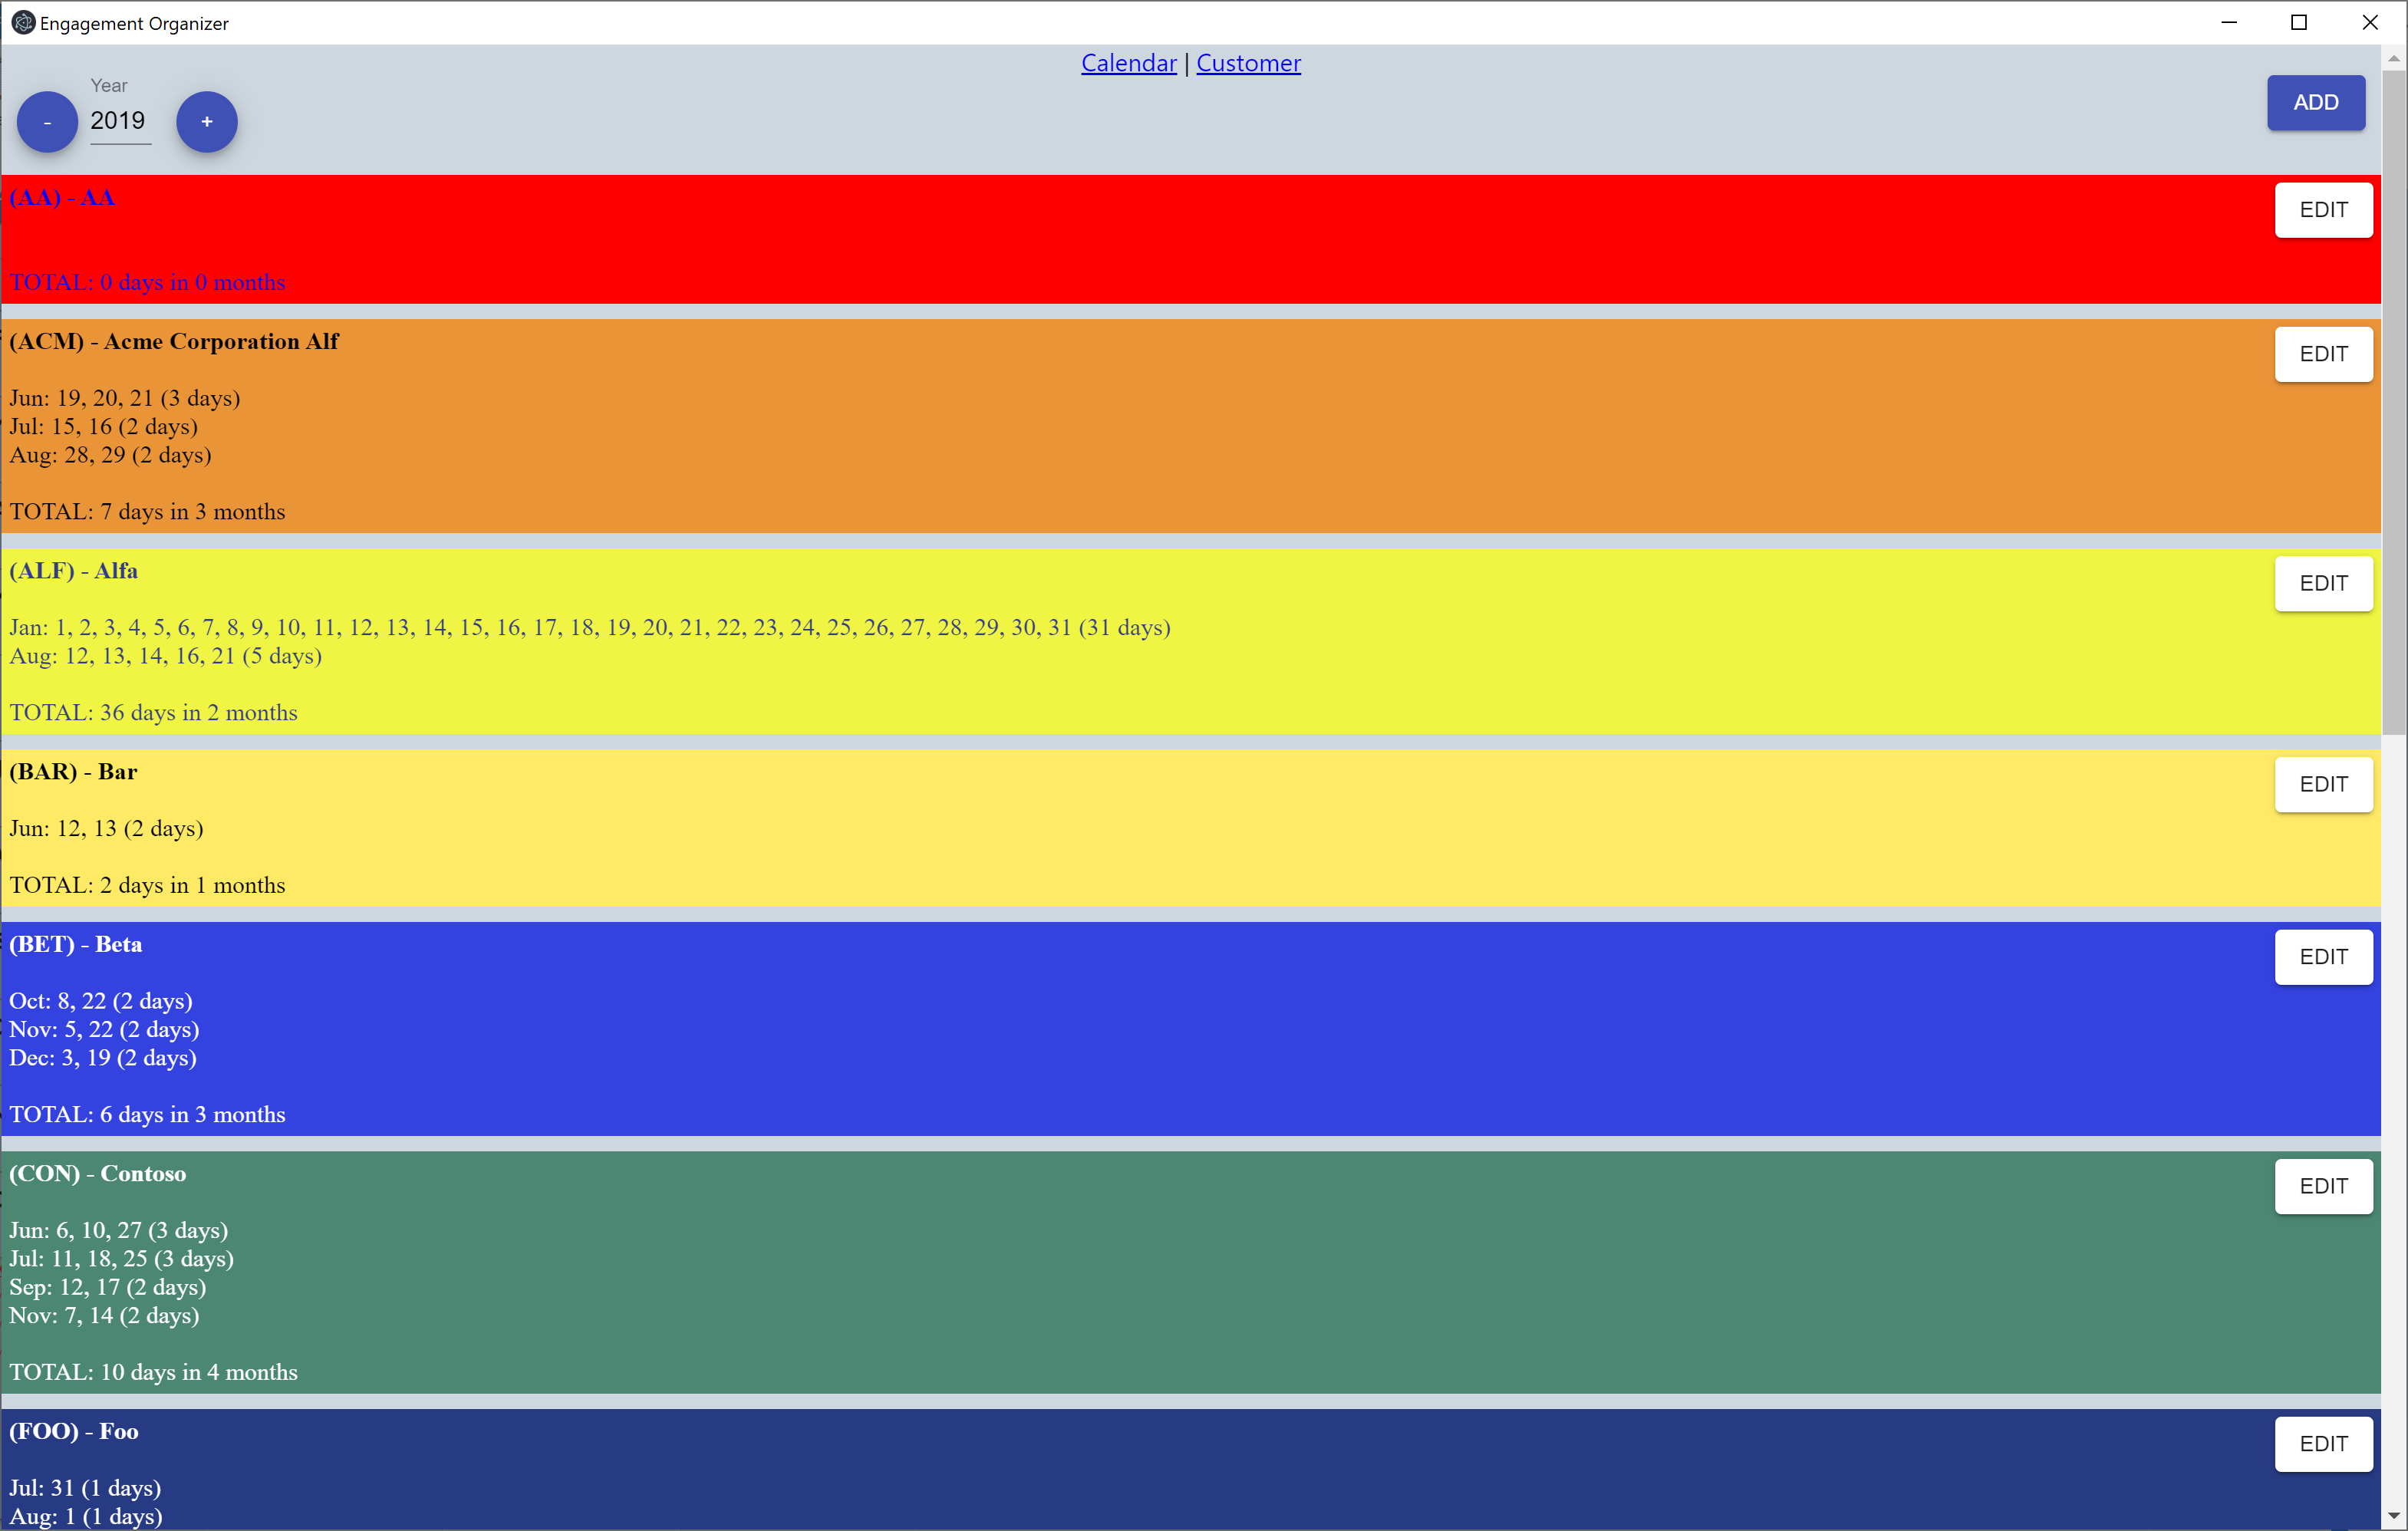 Engagement Organizer
Calendar | Customer
Year
- 2019 +
ADD
(AA) - AA
EDIT
TOTAL: 0 days in 0 months
(ACM) - Acme Corporation Alf
EDIT
Jun: 19, 20, 21 (3 days)
Jul: 15, 16 (2 days)
Aug: 28, 29 (2 days)
TOTAL: 7 days in 3 months
(ALF) - Alfa
EDIT
Jan: 1, 2, 3, 4, 5, 6, 7, 8, 9, 10, 11, 12, 13, 14, 15, 16, 17, 18, 19, 20, 21, 22, 23, 24, 25, 26, 27, 28, 29, 30, 31 (31 days)
Aug: 12, 13, 14, 16, 21 (5 days)
TOTAL: 36 days in 2 months
(BAR) - Bar
EDIT
Jun: 12, 13 (2 days)
TOTAL: 2 days in 1 months
(BET) - Beta
EDIT
Oct: 8, 22 (2 days)
Nov: 5, 22 (2 days)
Dec: 3, 19 (2 days)
TOTAL: 6 days in 3 months
(CON) - Contoso
EDIT
Jun: 6, 10, 27 (3 days)
Jul: 11, 18, 25 (3 days)
Sep: 12, 17 (2 days)
Nov: 7, 14 (2 days)
TOTAL: 10 days in 4 months
(FOO) - Foo
EDIT
Jul: 31 (1 days)
Aug: 1 (1 days)